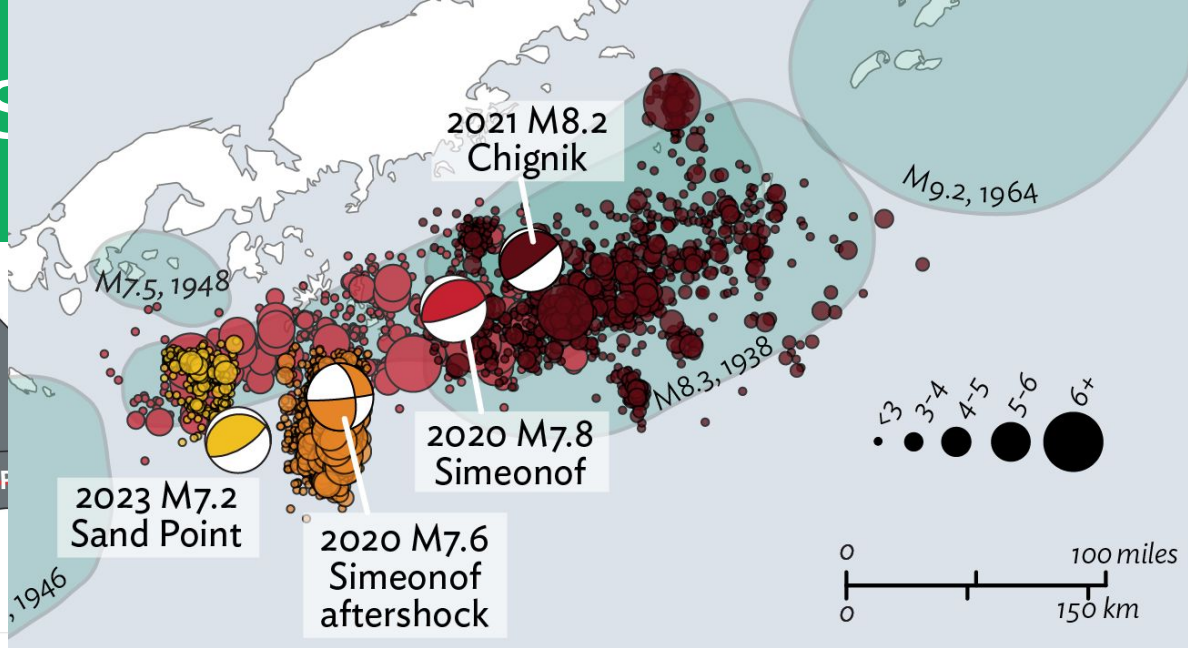 S
2021 M8.2
Chignik
M9.2, 1964
M7.5, 1948
M8.3, 1938
<3
3-4
4-5
5-6
6+
2020 M7.8
Simeonof
2023 M7.2
Sand Point
2020 M7.6
Simeonof
aftershock
, 1946
0
100 miles
0
150 km